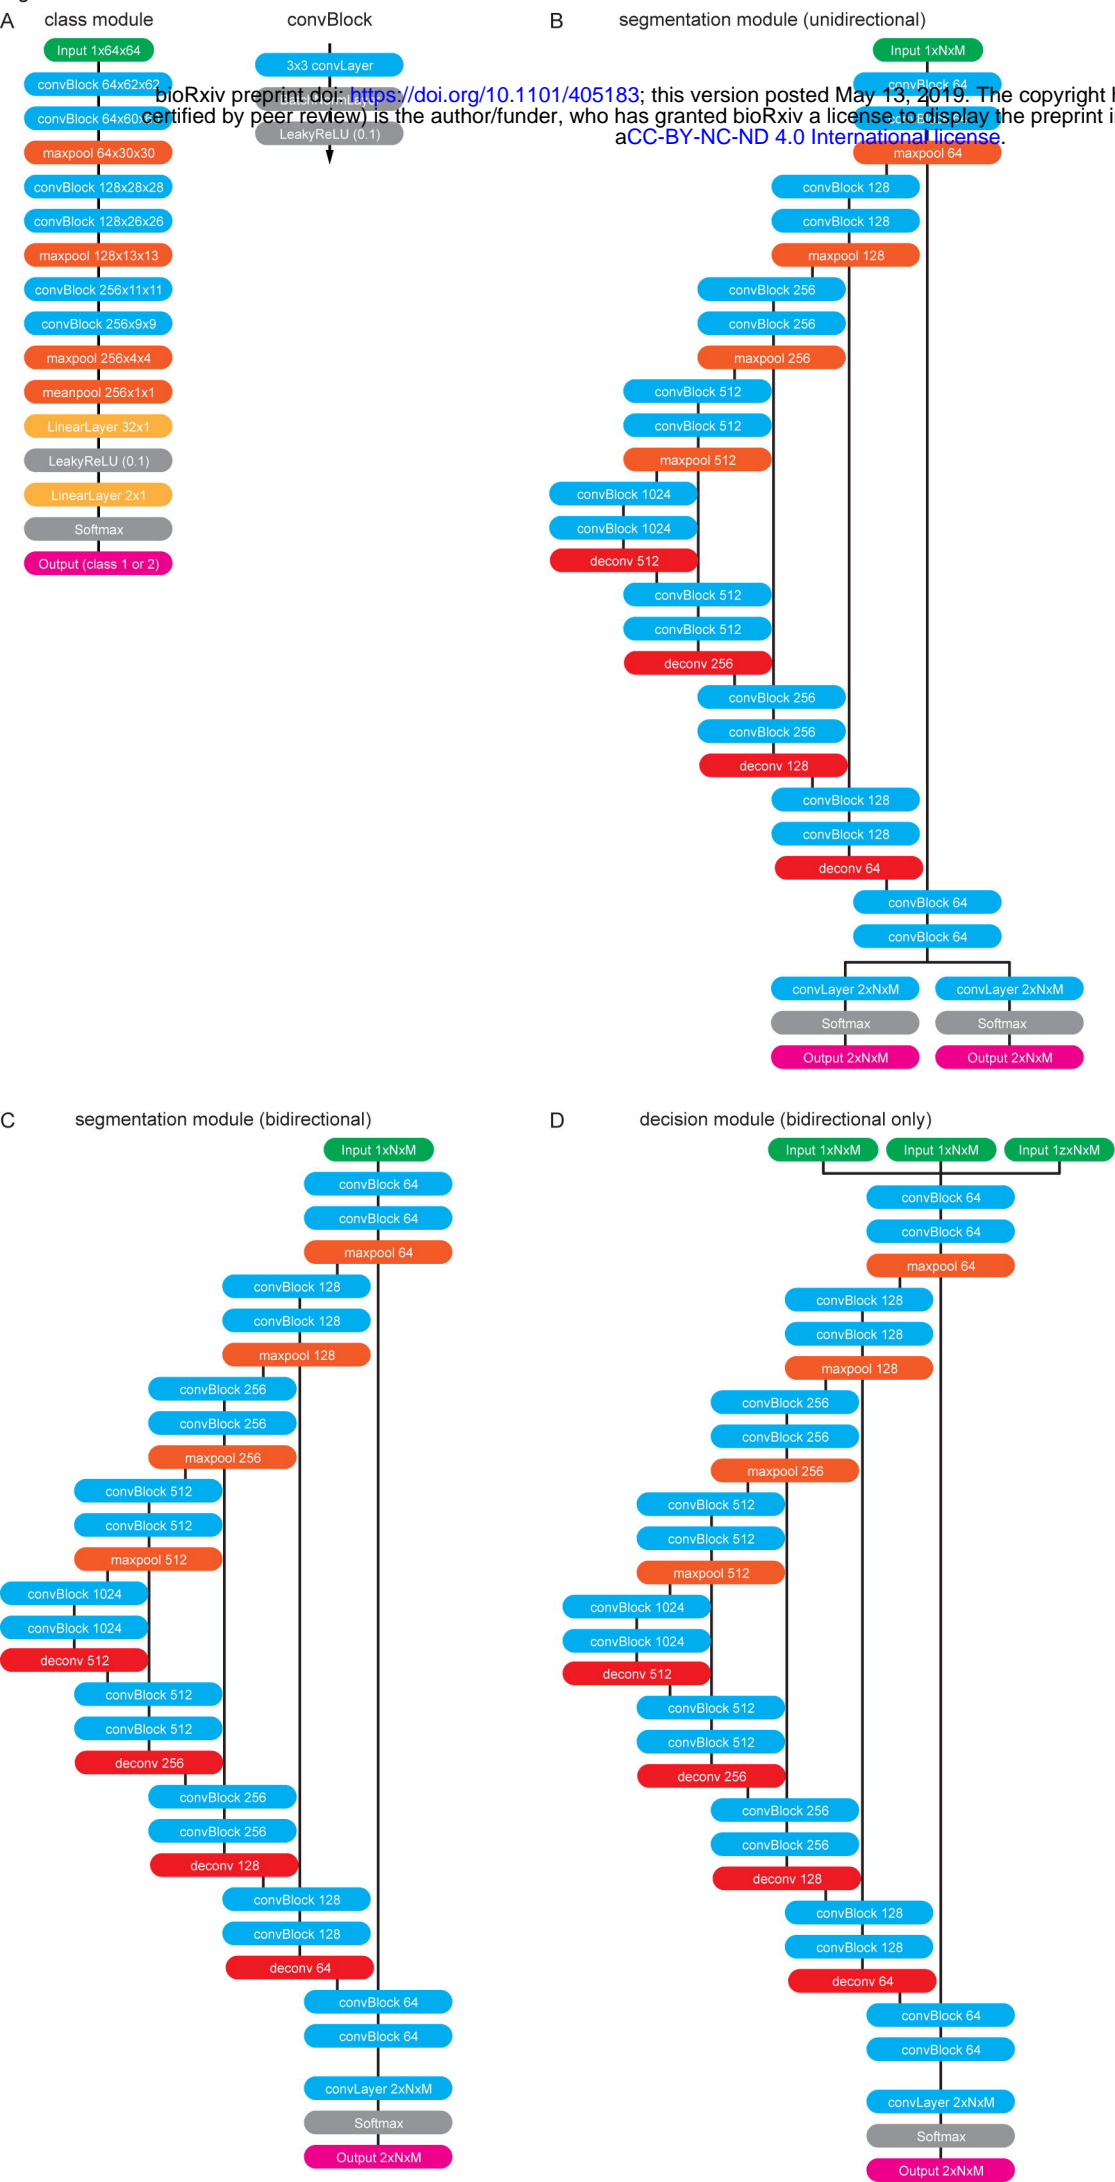 A
class module
Input 1x64x64
convBlock 64x62x62
convBlock 64x60x
maxpool 64x30x30
convBlock 128x28x28
convBlock 128x26x26
maxpool 128x13x13
convBlock 256x11x11
convBlock 256x9x9
maxpool 256x4x4
meanpool 256x1x1
LinearLayer 32x1
LeakyReLU (0.1)
LinearLayer 2x1
Softmax
Output (class 1 or 2)
convBlock
3x3 convLayer
LeakyReLU (0.1)
bioRxiv preprint doi: https://doi.org/10.1101/405183; this version posted May 13, 2019. The copyright
certified by peer review) is the author/funder, who has granted bioRxiv a license to display the preprint i
aCC-BY-NC-ND 4.0 International license.
B
segmentation module (unidirectional)
Input 1xNxM
convBlock 64
maxpool 64
convBlock 128
convBlock 128
maxpool 128
convBlock 256
convBlock 256
maxpool 256
convBlock 512
convBlock 512
maxpool 512
convBlock 1024
convBlock 1024
deconv 512
convBlock 512
convBlock 512
deconv 256
convBlock 256
convBlock 256
deconv 128
convBlock 128
convBlock 128
deconv 64
convBlock 64
convBlock 64
convLayer 2xNxM convLayer 2xNxM
Softmax Softmax
Output 2xNxM Output 2xNxM
C
segmentation module (bidirectional)
Input 1xNxM
convBlock 64
convBlock 64
maxpool 64
convBlock 128
convBlock 128
maxpool 128
convBlock 256
convBlock 256
maxpool 256
convBlock 512
convBlock 512
maxpool 512
convBlock 1024
convBlock 1024
deconv 512
convBlock 512
convBlock 512
deconv 256
convBlock 256
convBlock 256
deconv 128
convBlock 128
convBlock 128
deconv 64
convBlock 64
convBlock 64
convLayer 2xNxM
Softmax
Output 2xNxM
D
decision module (bidirectional only)
Input 1xNxM Input 1xNxM Input 1zxNxM
convBlock 64
convBlock 64
maxpool 64
convBlock 128
convBlock 128
maxpool 128
convBlock 256
convBlock 256
maxpool 256
convBlock 512
convBlock 512
maxpool 512
convBlock 1024
convBlock 1024
deconv 512
convBlock 512
convBlock 512
deconv 256
convBlock 256
convBlock 256
deconv 128
convBlock 128
convBlock 128
deconv 64
convBlock 64
convBlock 64
convLayer 2xNxM
Softmax
Output 2xNxM